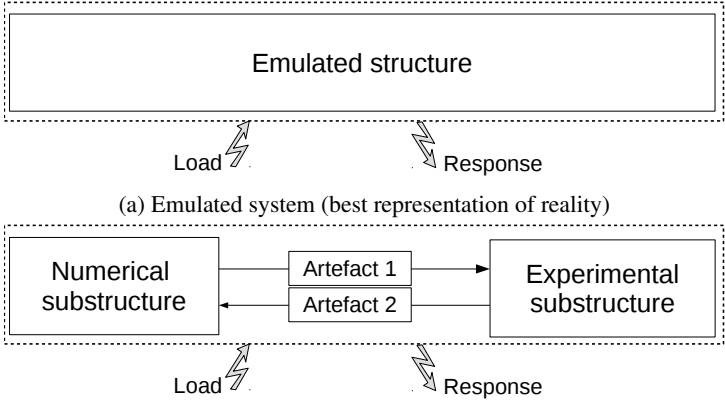 Emulated structure
Load
Response
(a) Emulated system (best representation of reality)
Numerical
substructure
Artefact 1
Artefact 2
Experimental
substructure
Load
Response